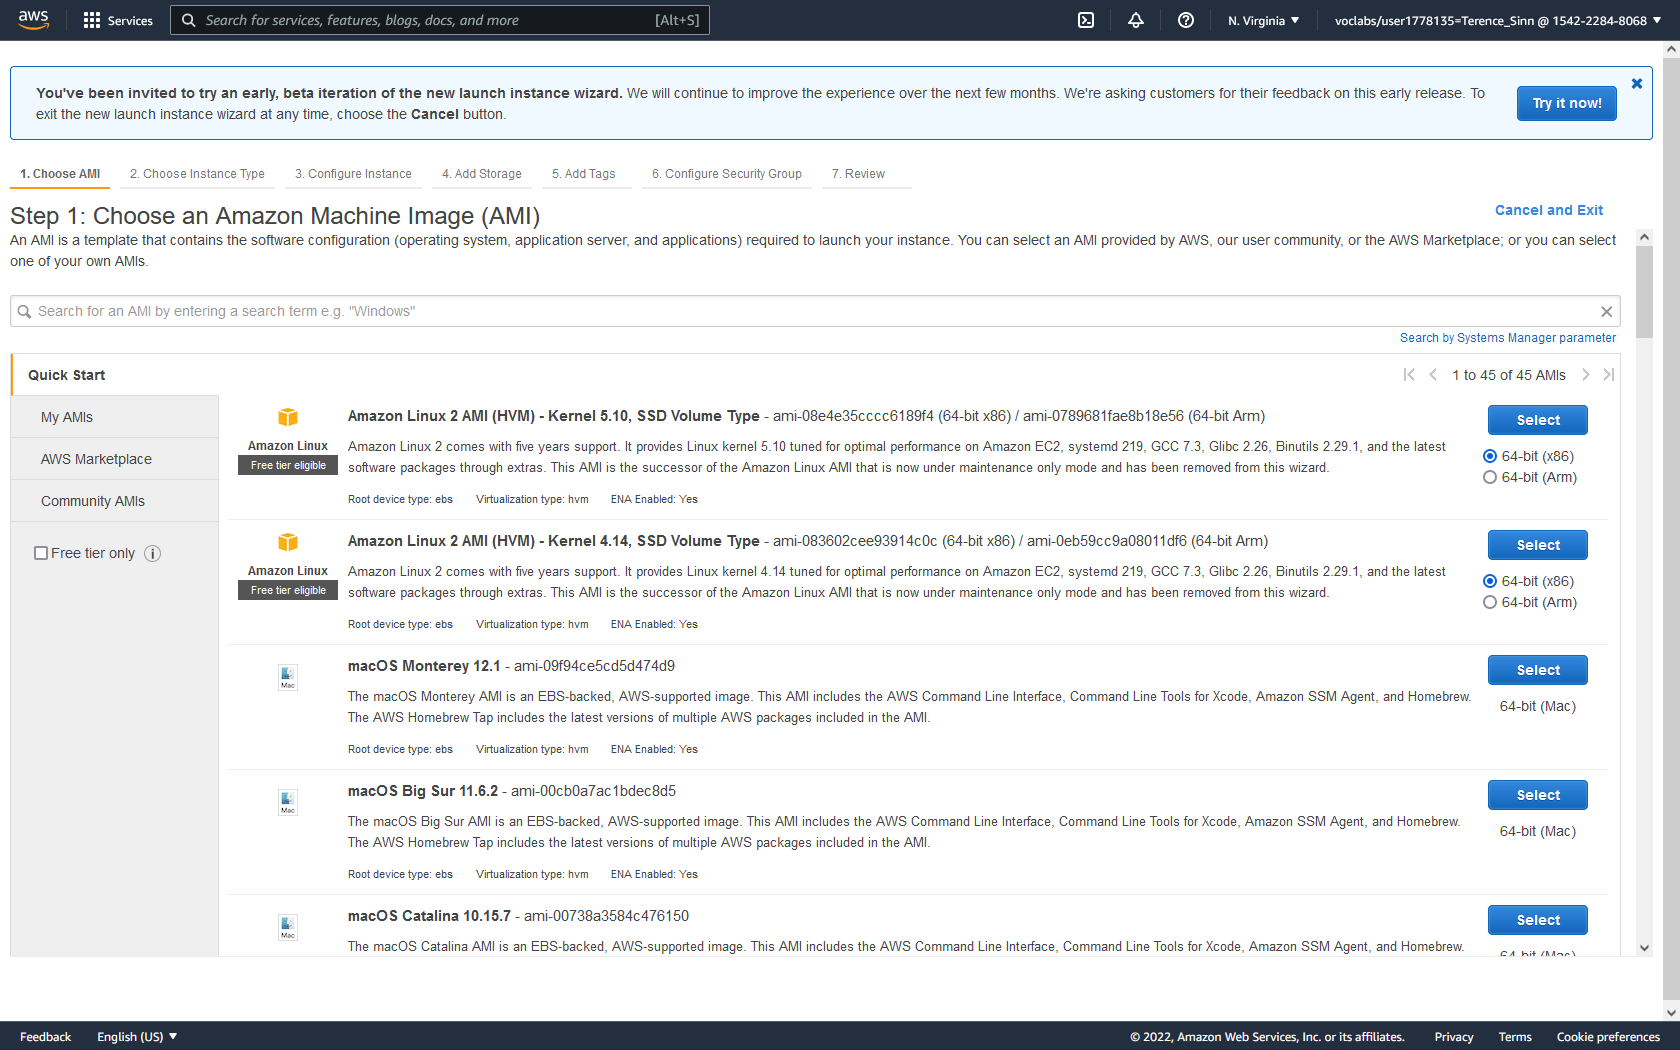 aws
Services
Search for services, features, blogs, docs, and more [Alt+S]
N. Virginia
voclabs/user1778135=Terence_Sinn @ 1542-2284-8068
You've been invited to try an early, beta iteration of the new launch instance wizard. We will continue to improve the experience over the next few months. We're asking customers for their feedback on this early release. To
exit the new launch instance wizard at any time, choose the Cancel button.
Try it now!
1. Choose AMI 2. Choose Instance Type 3. Configure Instance 4. Add Storage 5. Add Tags 6. Configure Security Group 7. Review
Step 1: Choose an Amazon Machine Image (AMI)
Cancel and Exit
An AMI is a template that contains the software configuration (operating system, application server, and applications) required to launch your instance. You can select an AMI provided by AWS, our user community, or the AWS Marketplace; or you can select
one of your own AMIs.
Search for an AMI by entering a search term e.g. "Windows"
Search by Systems Manager parameter
Quick Start
1 to 45 of 45 AMIs
My AMIs
AWS Marketplace
Community AMIs
Free tier only
Amazon Linux
Free tier eligible
Amazon Linux 2 AMI (HVM) - Kernel 5.10, SSD Volume Type - ami-08e4e35cccc6189f4 (64-bit x86) / ami-0789681fae8b18e56 (64-bit Arm)
Amazon Linux 2 comes with five years support. It provides Linux kernel 5.10 tuned for optimal performance on Amazon EC2, systemd 219, GCC 7.3, Glibc 2.26, Binutils 2.29.1, and the latest
software packages through extras. This AMI is the successor of the Amazon Linux AMI that is now under maintenance only mode and has been removed from this wizard.
Root device type: ebs Virtualization type: hvm ENA Enabled: Yes
Select
64-bit (x86)
64-bit (Arm)
Amazon Linux
Free tier eligible
Amazon Linux 2 AMI (HVM) - Kernel 4.14, SSD Volume Type - ami-083602cee93914c0c (64-bit x86) / ami-0eb59cc9a08011df6 (64-bit Arm)
Amazon Linux 2 comes with five years support. It provides Linux kernel 4.14 tuned for optimal performance on Amazon EC2, systemd 219, GCC 7.3, Glibc 2.26, Binutils 2.29.1, and the latest
software packages through extras. This AMI is the successor of the Amazon Linux AMI that is now under maintenance only mode and has been removed from this wizard.
Root device type: ebs Virtualization type: hvm ENA Enabled: Yes
Select
64-bit (x86)
64-bit (Arm)
Mac
macOS Monterey 12.1 - ami-09f94ce5cd5d474d9
The macOS Monterey AMI is an EBS-backed, AWS-supported image. This AMI includes the AWS Command Line Interface, Command Line Tools for Xcode, Amazon SSM Agent, and Homebrew.
The AWS Homebrew Tap includes the latest versions of multiple AWS packages included in the AMI.
Root device type: ebs Virtualization type: hvm ENA Enabled: Yes
Select
64-bit (Mac)
Mac
macOS Big Sur 11.6.2 - ami-00cb0a7ac1bdec8d5
The macOS Big Sur AMI is an EBS-backed, AWS-supported image. This AMI includes the AWS Command Line Interface, Command Line Tools for Xcode, Amazon SSM Agent, and Homebrew.
The AWS Homebrew Tap includes the latest versions of multiple AWS packages included in the AMI.
Root device type: ebs Virtualization type: hvm ENA Enabled: Yes
Select
64-bit (Mac)
Mac
macOS Catalina 10.15.7 - ami-00738a3584c476150
The macOS Catalina AMI is an EBS-backed, AWS-supported image. This AMI includes the AWS Command Line Interface, Command Line Tools for Xcode, Amazon SSM Agent, and Homebrew.
Select
64-bit (Mac)
Feedback English (US)
© 2022, Amazon Web Services, Inc. or its affiliates. Privacy Terms Cookie preferences